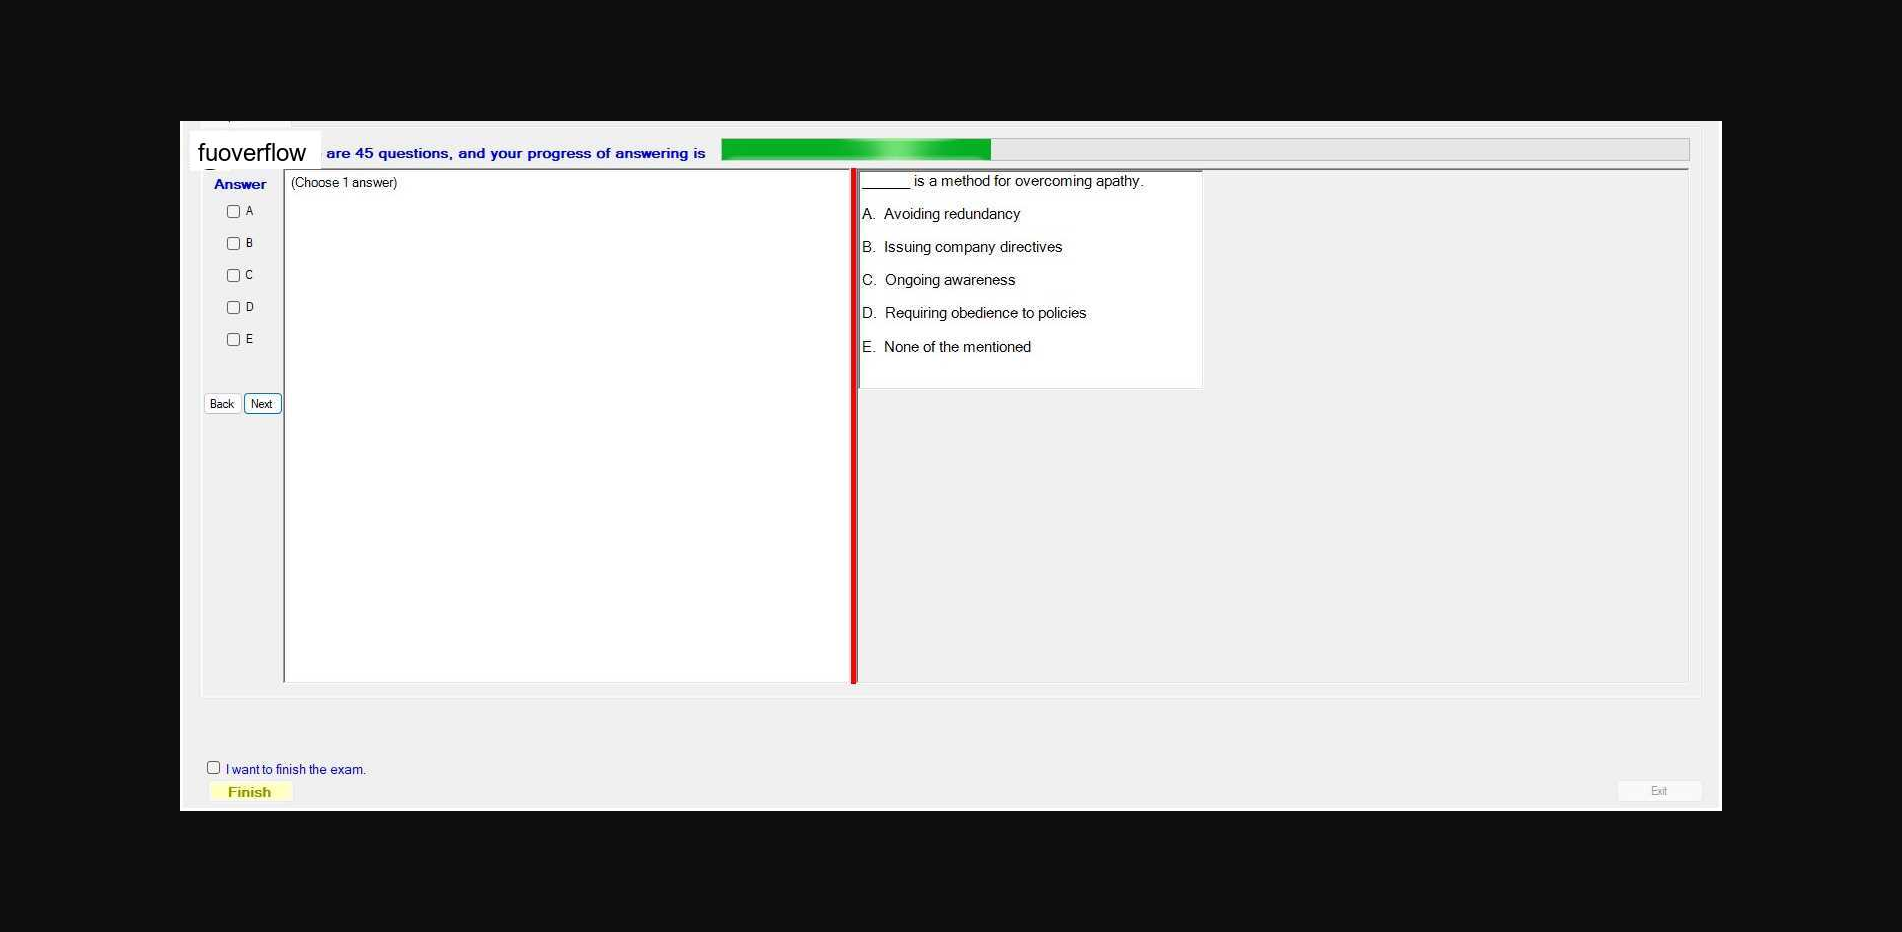 fuoverflow are 45 questions, and your progress of answering is
Answer
(Choose 1 answer)
A
B
C
D
E
Back Next
______ is a method for overcoming apathy.
A. Avoiding redundancy
B. Issuing company directives
C. Ongoing awareness
D. Requiring obedience to policies
E. None of the mentioned
I want to finish the exam.
Finish
Exit